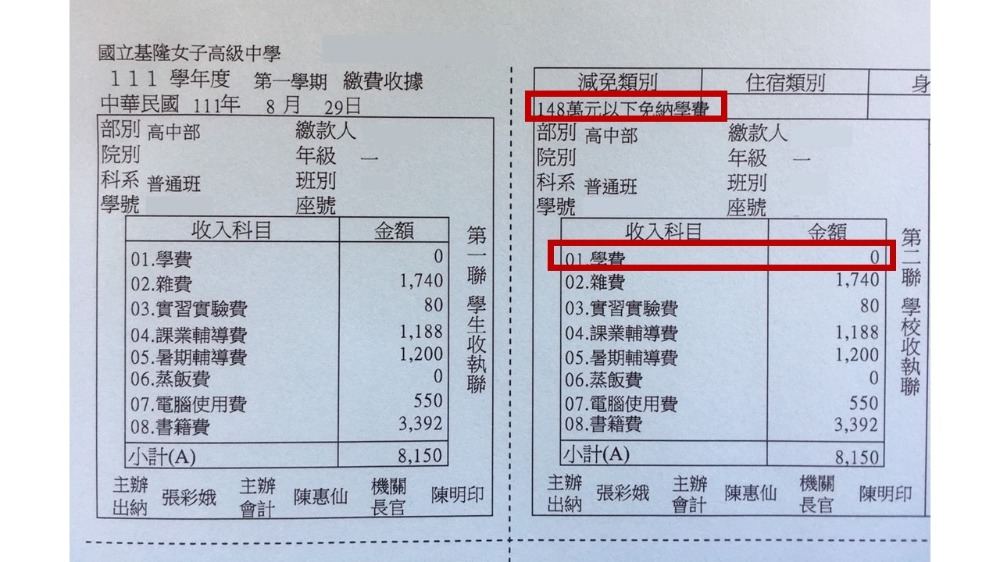 國立基隆女子高級中學
111 學年度 第一學期 繳費收據
中華民國 111年 8 月 29日
部別 高中部 繳款人
院別 年級 一
科系 普通班 班別
學號 座號
收入科目 金額
01.學費 0
02.雜費 1,740
03.實習實驗費 80
04.課業輔導費 1,188
05.暑期輔導費 1,200
06.蒸飯費 0
07.電腦使用費 550
08.書籍費 3,392
小計(A) 8,150
第一聯 學生收執聯
主辦出納 張彩娥 主辦會計 陳惠仙 機關長官 陳明印
減免類別 住宿類別 身
148萬元以下免納學費
部別 高中部 繳款人
院別 年級 一
科系 普通班 班別
學號 座號
收入科目 金額
01.學費 0
02.雜費 1,740
03.實習實驗費 80
04.課業輔導費 1,188
05.暑期輔導費 1,200
06.蒸飯費 0
07.電腦使用費 550
08.書籍費 3,392
小計(A) 8,150
第二聯 學校收執聯
主辦出納 張彩娥 主辦會計 陳惠仙 機關長官 陳明印